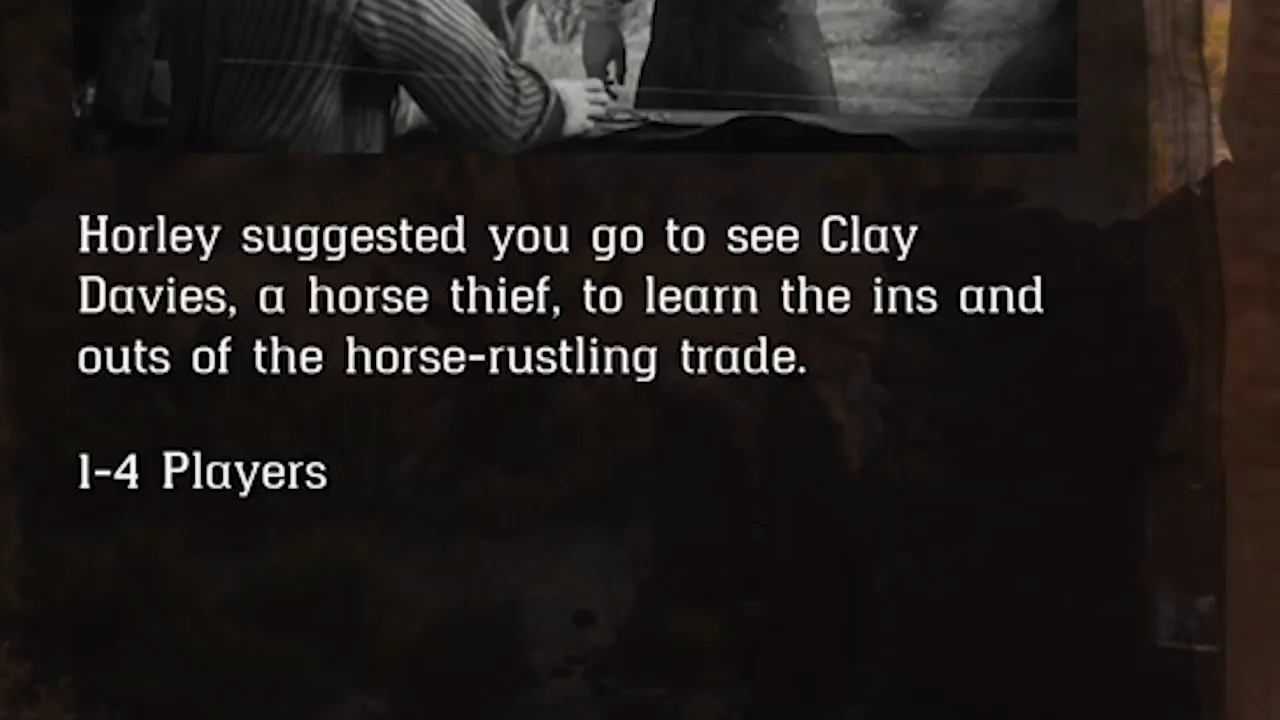 Horley suggested you go to see Clay
Davies, a horse thief, to learn the ins and
outs of the horse-rustling trade.
1-4 Players